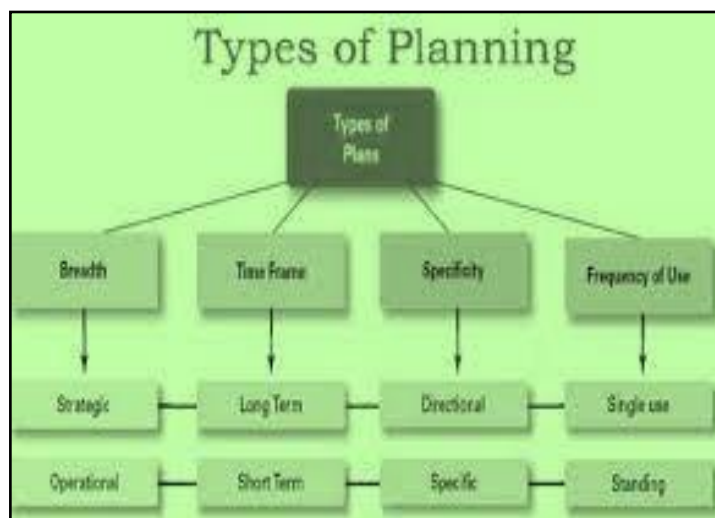 Types of Planning
Types of
Plans
Breadth
Time Frame
Specificity
Frequency of Use
Strategic
Long Term
Directional
Single use
Operational
Short Term
Specific
Standing